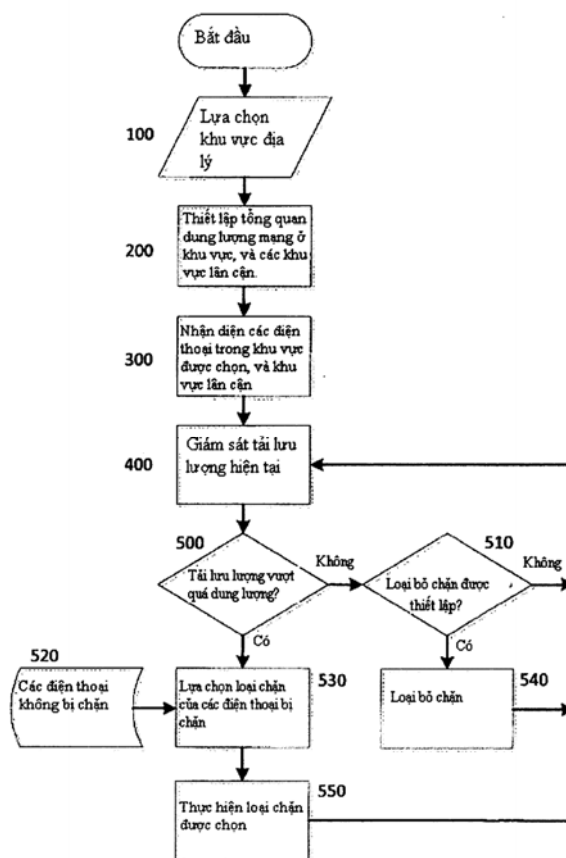 Bắt đầu
100
Lựa chọn
khu vực địa
lý
200
Thiết lập tổng quan
dung lượng mạng ở
khu vực, và các khu
vực lân cận.
300
Nhận diện các điện
thoại trong khu vực
được chọn, và khu
vực lân cận
400
Giám sát tải lưu
lượng hiện tại
500
Tải lưu lượng vượt
quá dung lượng?
Không
510
Loại bỏ chặn được
thiết lập?
Không
Có
Có
520
Các điện thoại
không bị chặn
Lựa chọn loại chặn
của các điện thoại bị
chặn
530
Loại bỏ chặn
540
550
Thực hiện loại chặn
được chọn